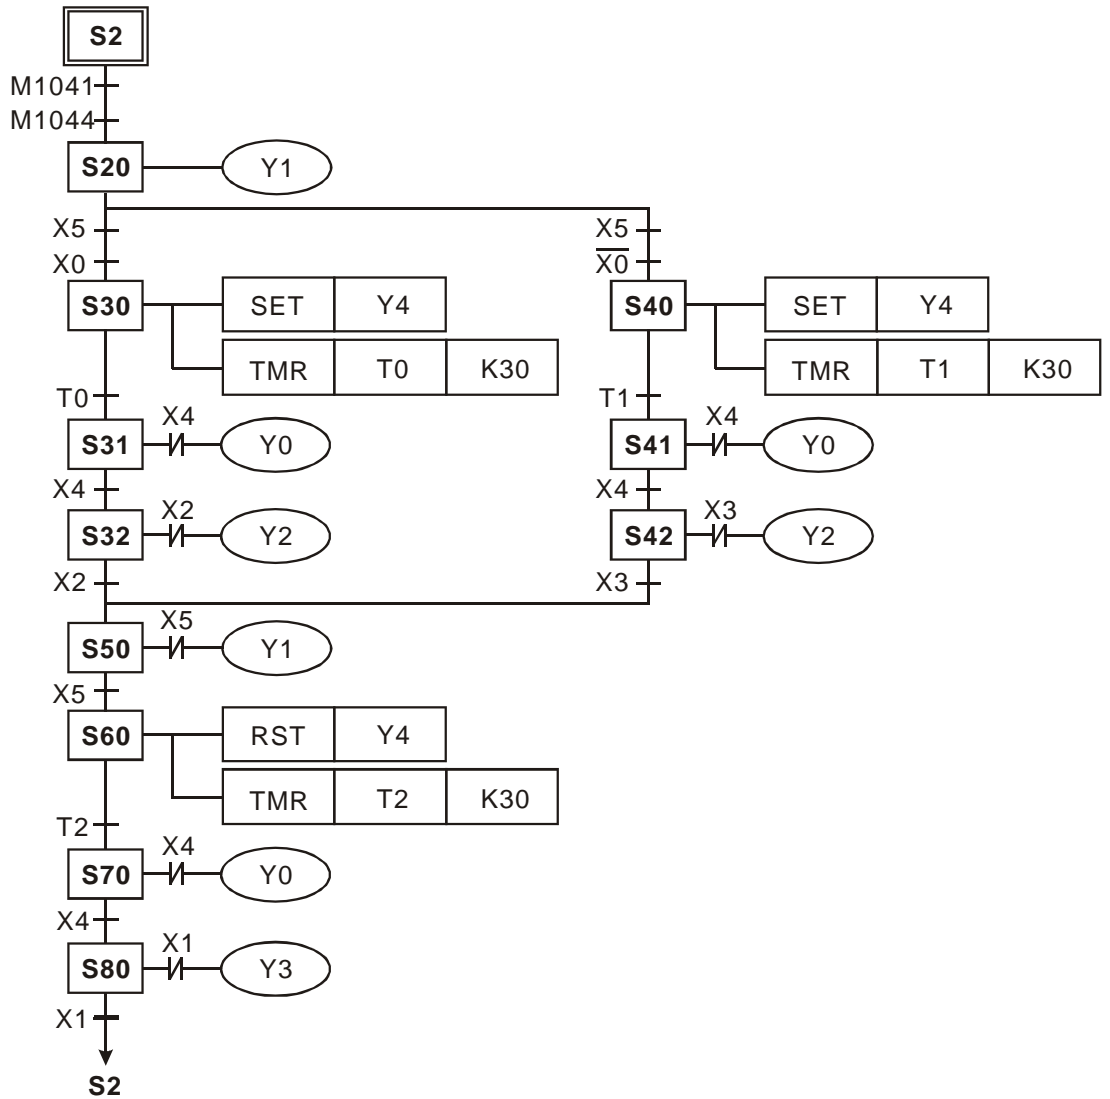 S2
M1041
M1044
S20 Y1
X5 X5
X0 X̅0̅
S30 SET Y4 S40 SET Y4
TMR T0 K30 TMR T1 K30
T0 X4 T1 X4
S31 Y0 S41 Y0
X4 X2 X4 X3
S32 Y2 S42 Y2
X2 X3
X5
S50 Y1
X5
S60 RST Y4
TMR T2 K30
T2 X4
S70 Y0
X4 X1
S80 Y3
X1
S2